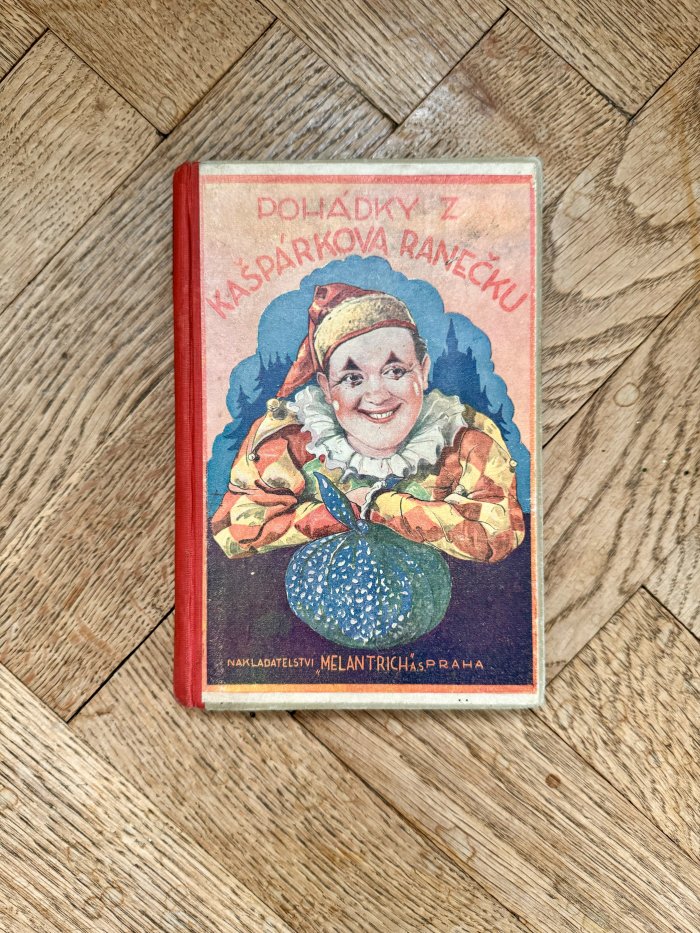 POHÁDKY Z
KAŠPÁRKOVA RANEČKU
NAKLADATELSTVÍ „MELANTRICH“ A.S. PRAHA